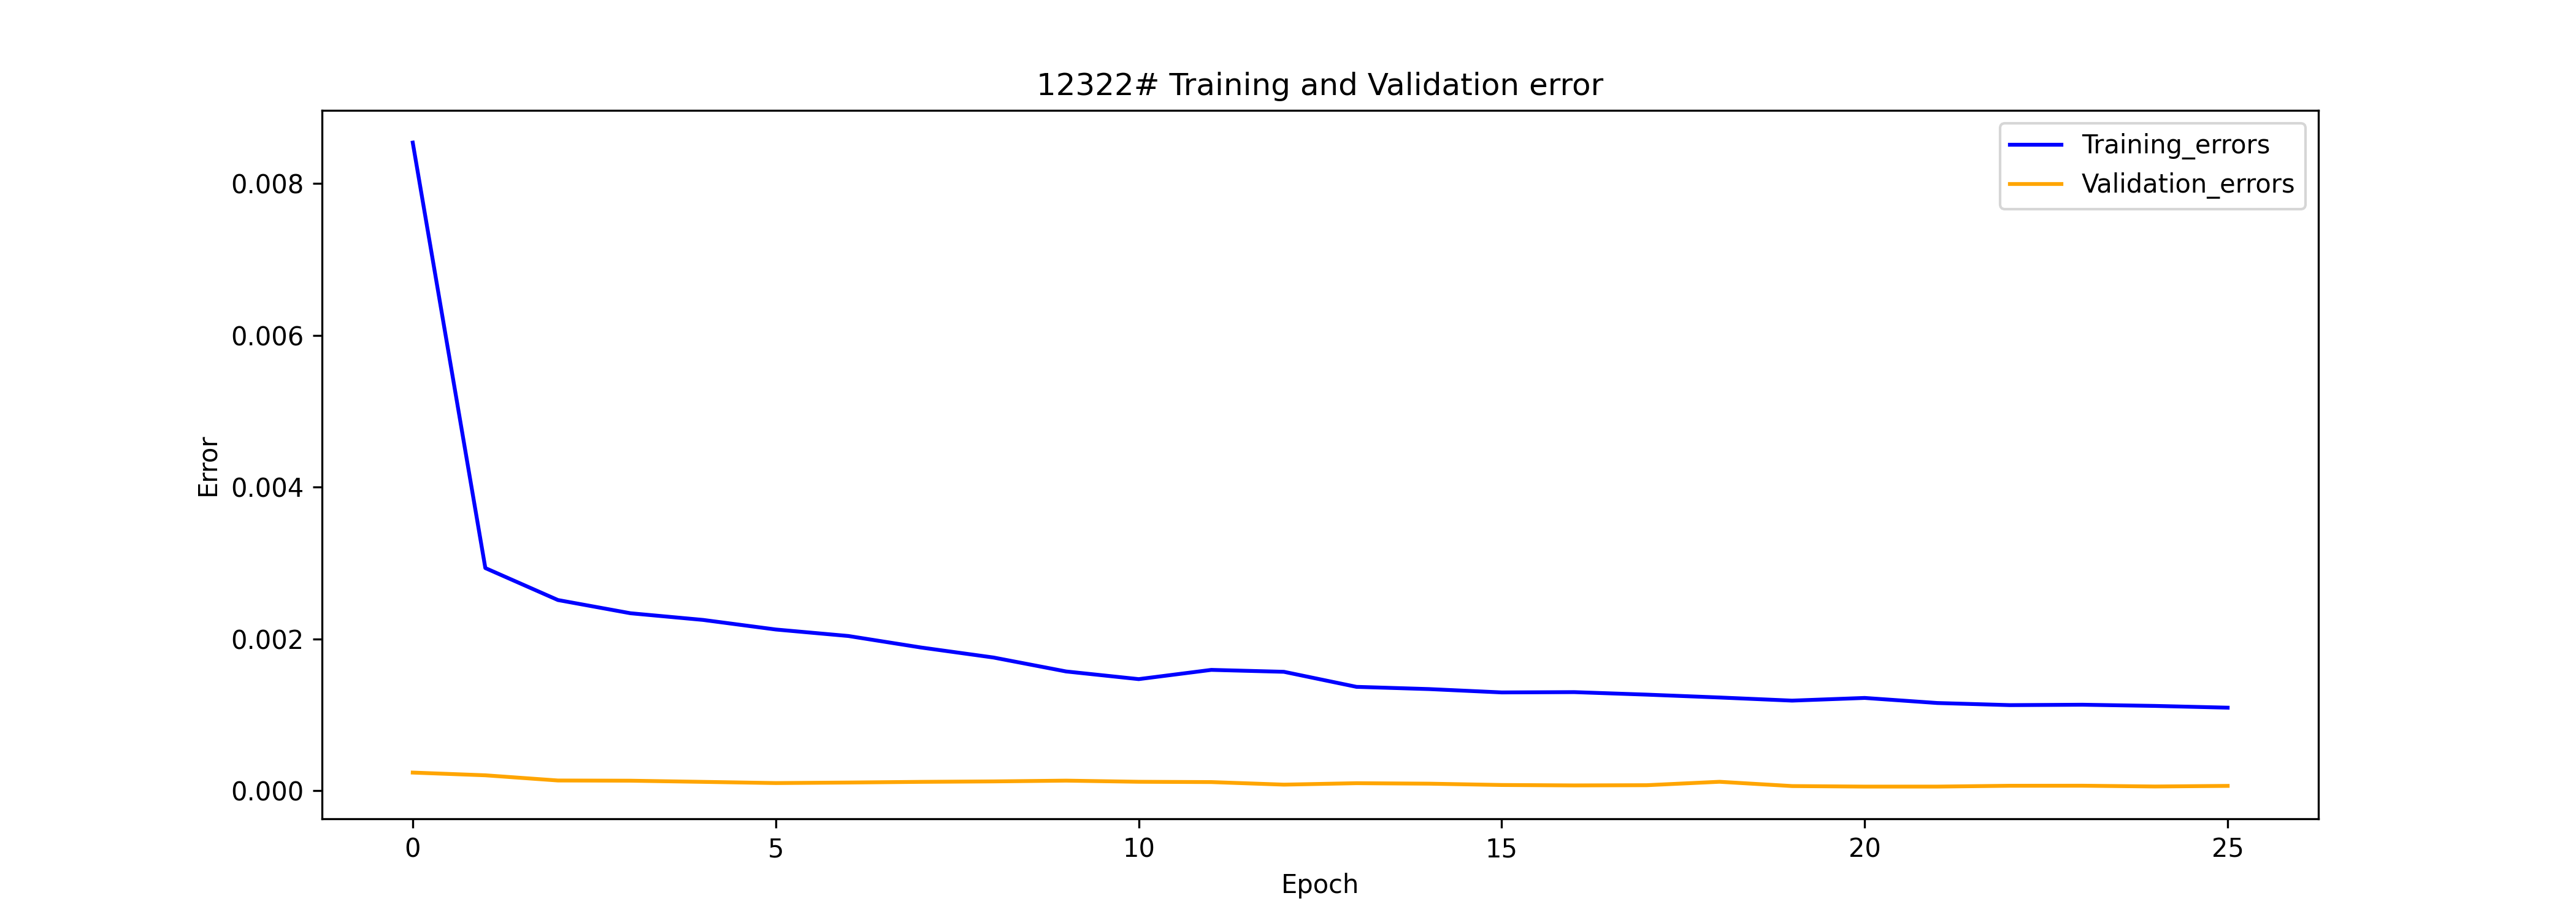 12322# Training and Validation error
Training_errors
Validation_errors
0.008
0.006
0.004
0.002
0.000
Error
0
5
10
15
20
25
Epoch